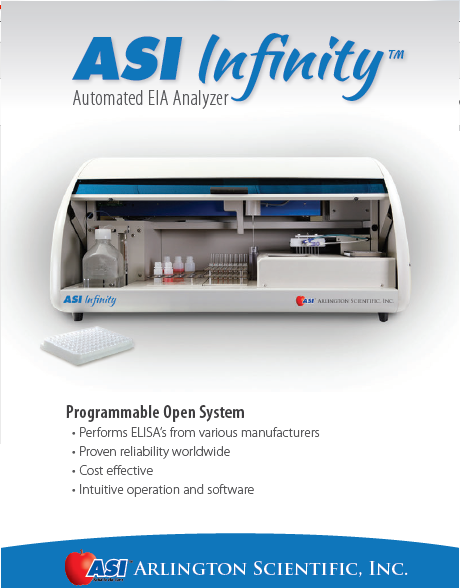 ASI Infinity™
Automated EIA Analyzer
ASI Infinity
ASI ARLINGTON SCIENTIFIC, INC.
Programmable Open System
• Performs ELISA's from various manufacturers
• Proven reliability worldwide
• Cost effective
• Intuitive operation and software
ASI ARLINGTON SCIENTIFIC, INC.